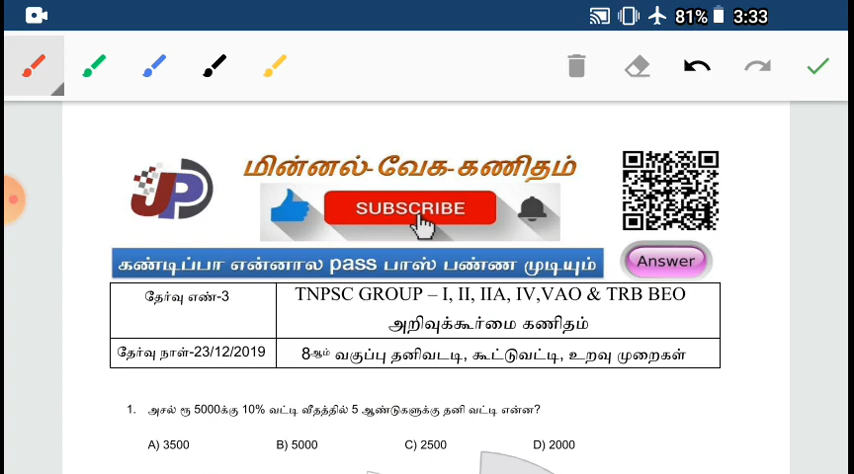 81% 3:33
JP
மின்னல்-வேக-கணிதம்
SUBSCRIBE
கண்டிப்பா என்னால pass பாஸ் பண்ண முடியும்
Answer
தேர்வு எண்-3
TNPSC GROUP – I, II, IIA, IV,VAO & TRB BEO
அறிவுக்கூர்மை கணிதம்
தேர்வு நாள்-23/12/2019
8ஆம் வகுப்பு தனிவடடி, கூட்டுவட்டி, உறவு முறைகள்
1. அசல் ரூ 5000க்கு 10% வட்டி வீதத்தில் 5 ஆண்டுகளுக்கு தனி வட்டி என்ன?
A) 3500 B) 5000 C) 2500 D) 2000